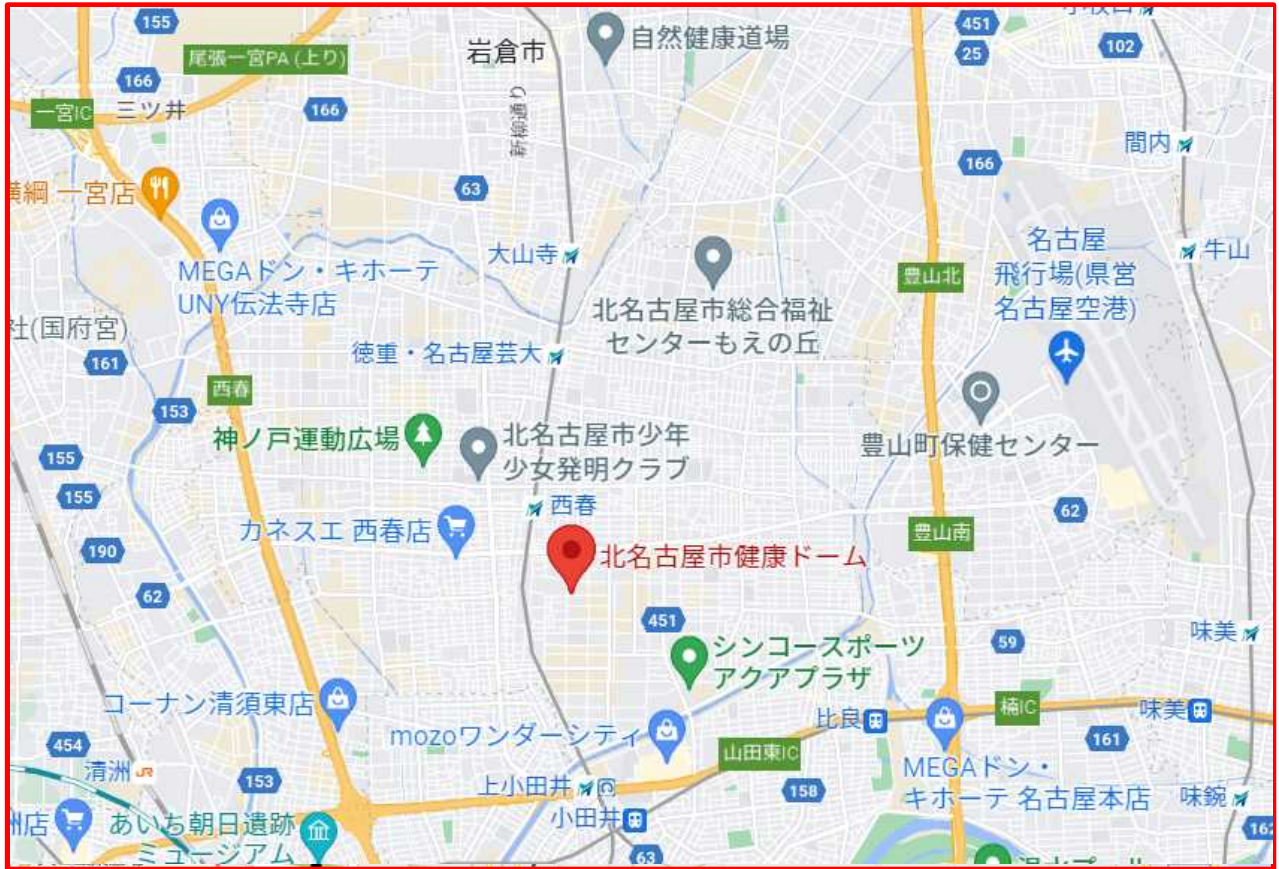 155
尾張一宮PA (上り)
岩倉市
自然健康道場
451
25
102
166
一宮IC
三ツ井
166
新柳通り
間内
166
63
一宮店
大山寺
名古屋
飛行場(県営
名古屋空港)
牛山
MEGAドン・キホーテ
UNY伝法寺店
豊山北
北名古屋市総合福祉
センターもえの丘
社(国府宮)
161
徳重・名古屋芸大
西春
153
神ノ戸運動広場
北名古屋市少年
少女発明クラブ
豊山町保健センター
155
155
西春
62
カネスエ 西春店
豊山南
190
北名古屋市健康ドーム
62
451
59
味美
シンコースポーツ
アクアプラザ
コーナン清須東店
楠IC
比良
味美
mozoワンダーシティ
454
山田東IC
161
清洲
JR
153
上小田井
158
MEGAドン・
キホーテ 名古屋本店
味鋺
州店
あいち朝日遺跡
ミュージアム
小田井
63
162
温水プール